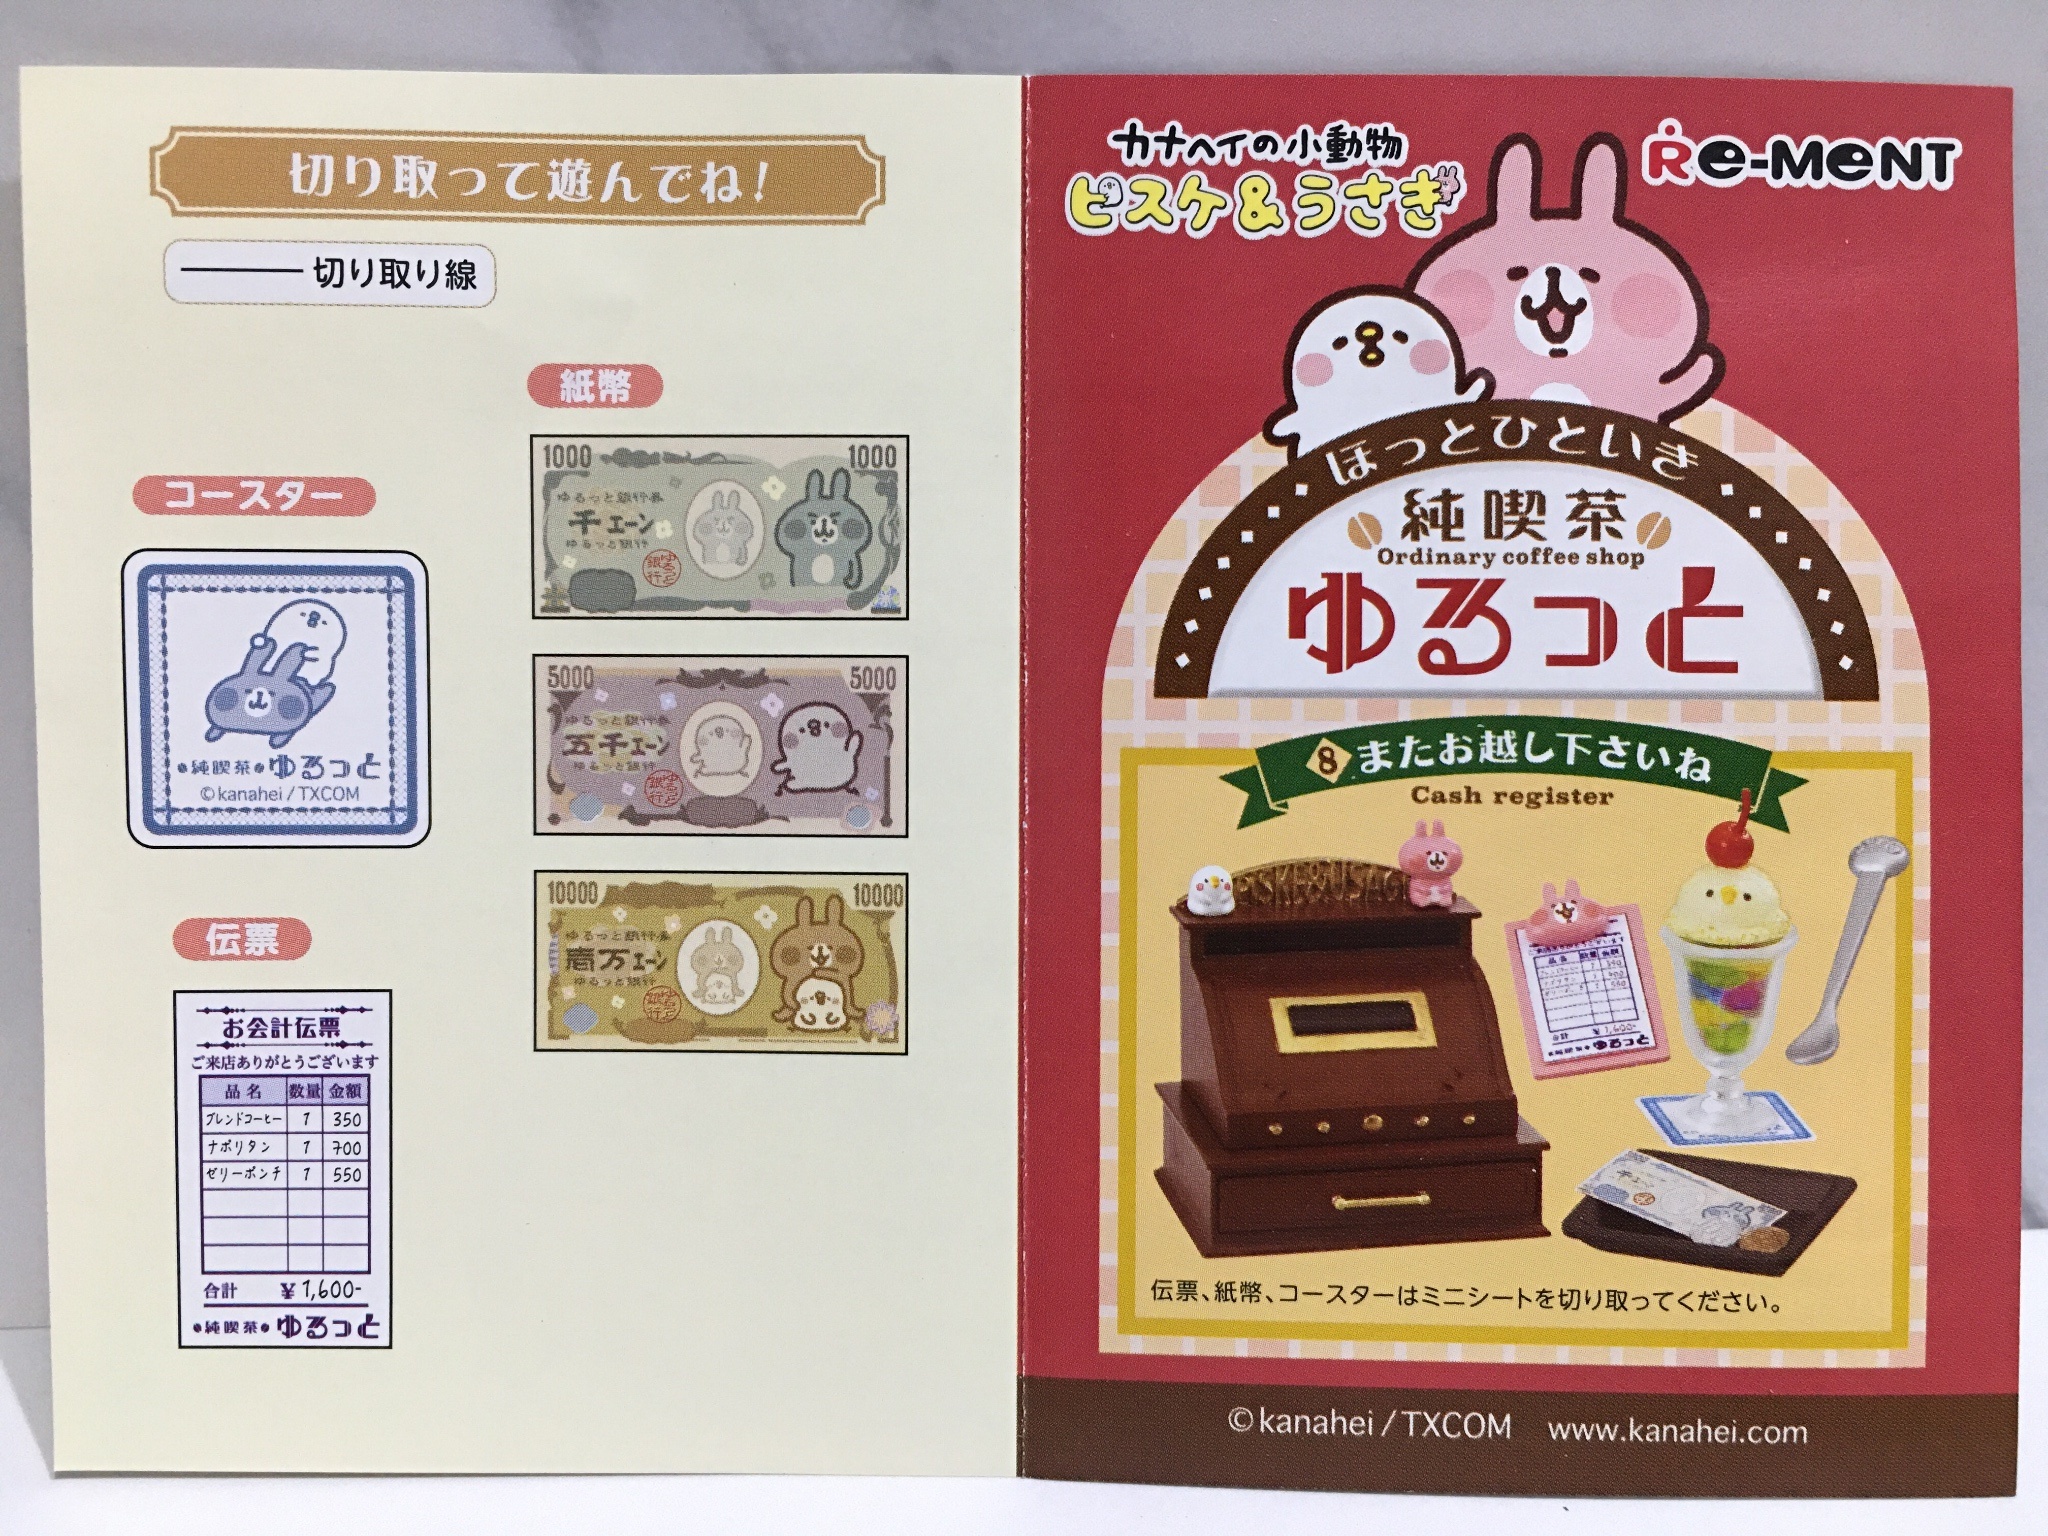 切り取って遊んでね!
切り取り線
紙幣
1000 1000
ゆるっと銀行券
千エーン
ゆるっと銀行
5000 5000
ゆるっと銀行券
五千エーン
ゆるっと銀行
10000 10000
ゆるっと銀行券
壱万エーン
ゆるっと銀行
コースター
純喫茶 ゆるっと
©kanahei/TXCOM
伝票
お会計伝票
ご来店ありがとうございます
品名 数量 金額
ブレンドコーヒー 1 350
ナポリタン 1 700
ゼリーポンチ 1 550
合計 ¥1,600-
純喫茶 ゆるっと
カナヘイの小動物
ピスケ&うさぎ
Re-MeNT
ほっとひといき
純喫茶
Ordinary coffee shop
ゆるっと
8 またお越し下さいね
Cash register
伝票、紙幣、コースターはミニシートを切り取ってください。
©kanahei/TXCOM www.kanahei.com